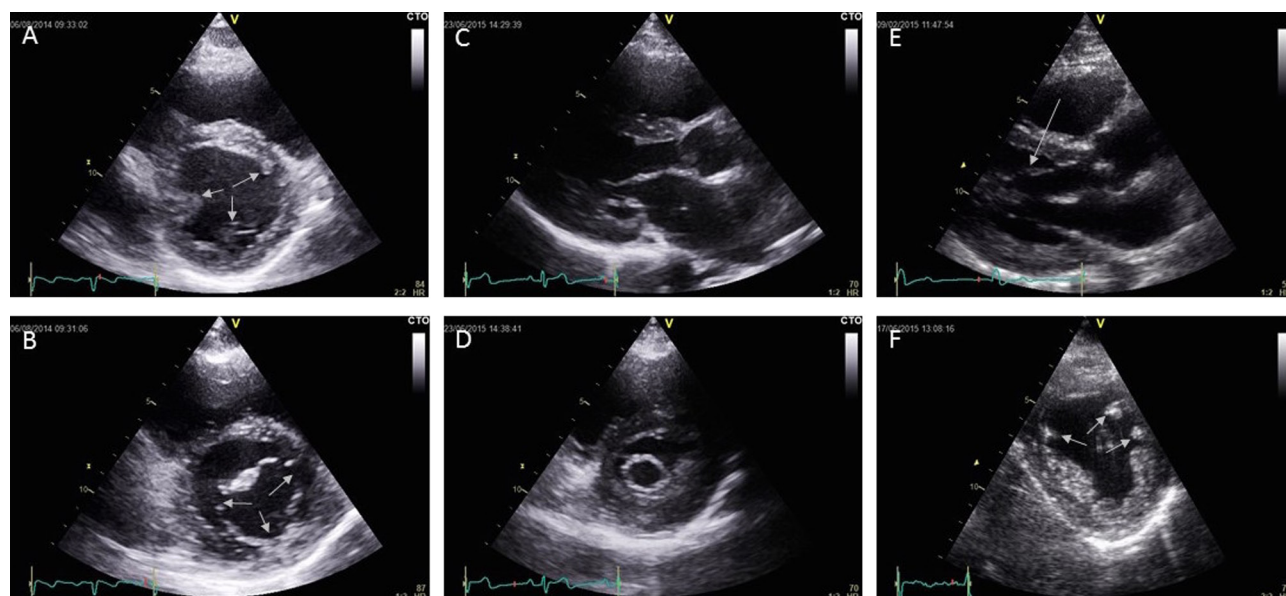 06/08/2014 09:33:02
A
V
CTO
5
10
84
2:2 HR
23/06/2015 14:29:39
C
V
CTO
5
10
70
1:2 HR
09/02/2015 11:47:54
E
V
5
10
1:2 HR
06/08/2014 09:31:06
B
V
CTO
5
10
87
HR
23/06/2015 14:38:41
D
V
CTO
5
10
70
HR
17/06/2015 13:08:16
F
V
5
10
HR